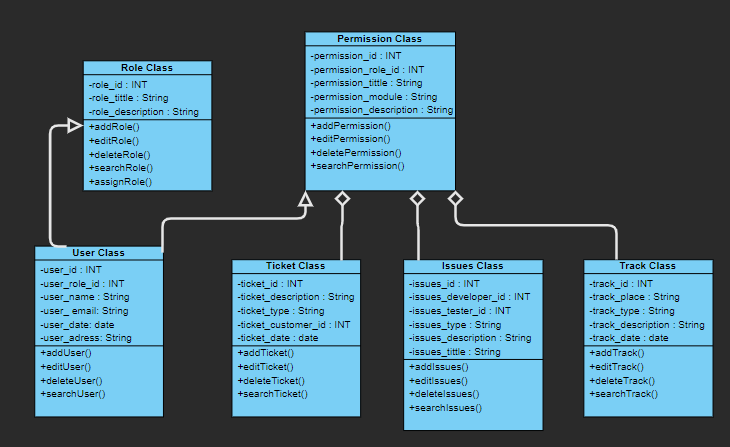 Role Class
-role_id : INT
-role_tittle : String
-role_description : String
+addRole()
+editRole()
+deleteRole()
+searchRole()
+assignRole()
Permission Class
-permission_id : INT
-permission_role_id : INT
-permission_tittle : String
-permission_module : String
-permission_description : String
+addPermission()
+editPermission()
+deletePermission()
+searchPermission()
User Class
-user_id : INT
-user_role_id : INT
-user_name : String
-user_ email: String
-user_date: date
-user_adress: String
+addUser()
+editUser()
+deleteUser()
+searchUser()
Ticket Class
-ticket_id : INT
-ticket_description : String
-ticket_type : String
-ticket_customer_id : INT
-ticket_date : date
+addTicket()
+editTicket()
+deleteTicket()
+searchTicket()
Issues Class
-issues_id : INT
-issues_developer_id : INT
-issues_tester_id : INT
-issues_type : String
-issues_description : String
-issues_tittle : String
+addIssues()
+editIssues()
+deleteIssues()
+searchIssues()
Track Class
-track_id : INT
-track_place : String
-track_type : String
-track_description : String
-track_date : date
+addTrack()
+editTrack()
+deleteTrack()
+searchTrack()